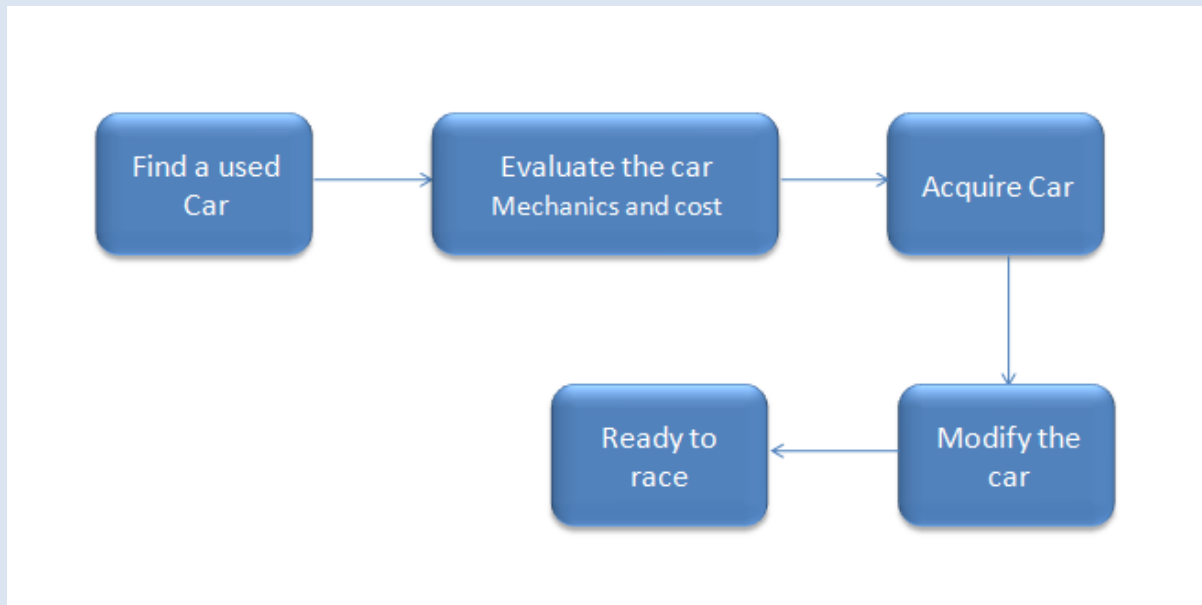 Find a used
Car
Evaluate the car
Mechanics and cost
Acquire Car
Modify the
car
Ready to
race